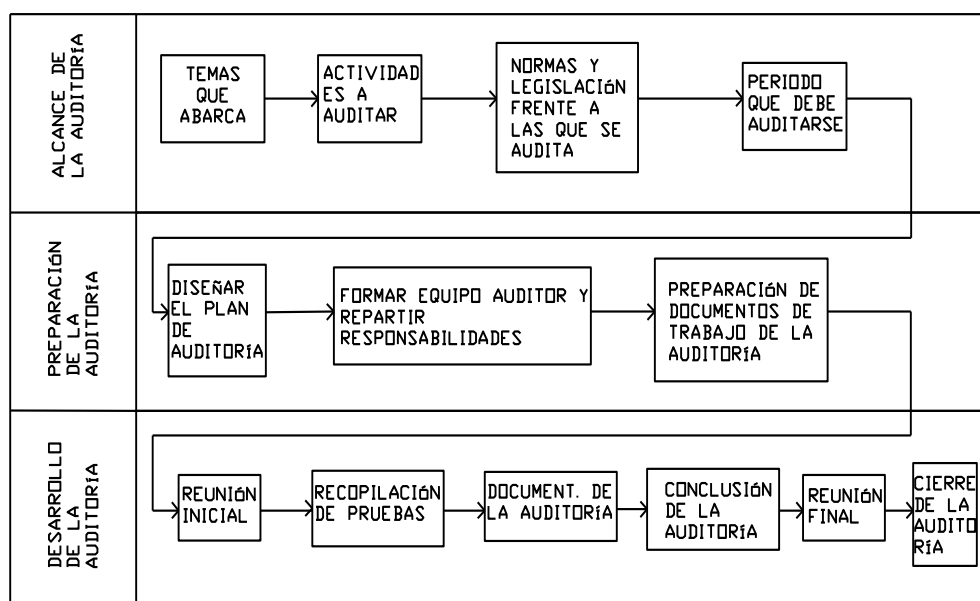 ALCANCE DE
LA AUDITORÍA
TEMAS
QUE
ABARCA
ACTIVIDAD
ES A
AUDITAR
NORMAS Y
LEGISLACIÓN
FRENTE A
LAS QUE SE
AUDITA
PERIODO
QUE DEBE
AUDITARSE
PREPARACIÓN
DE LA
AUDITORÍA
DISEÑAR
EL PLAN
DE
AUDITORÍA
FORMAR EQUIPO AUDITOR Y
REPARTIR
RESPONSABILIDADES
PREPARACIÓN DE
DOCUMENTOS DE
TRABAJO DE LA
AUDITORÍA
DESARROLLO
DE LA
AUDITORÍA
REUNIÓN
INICIAL
RECOPILACIÓN
DE PRUEBAS
DOCUMENT. DE
LA AUDITORÍA
CONCLUSIÓN
DE LA
AUDITORÍA
REUNIÓN
FINAL
CIERRE
DE LA
AUDITO
RÍA